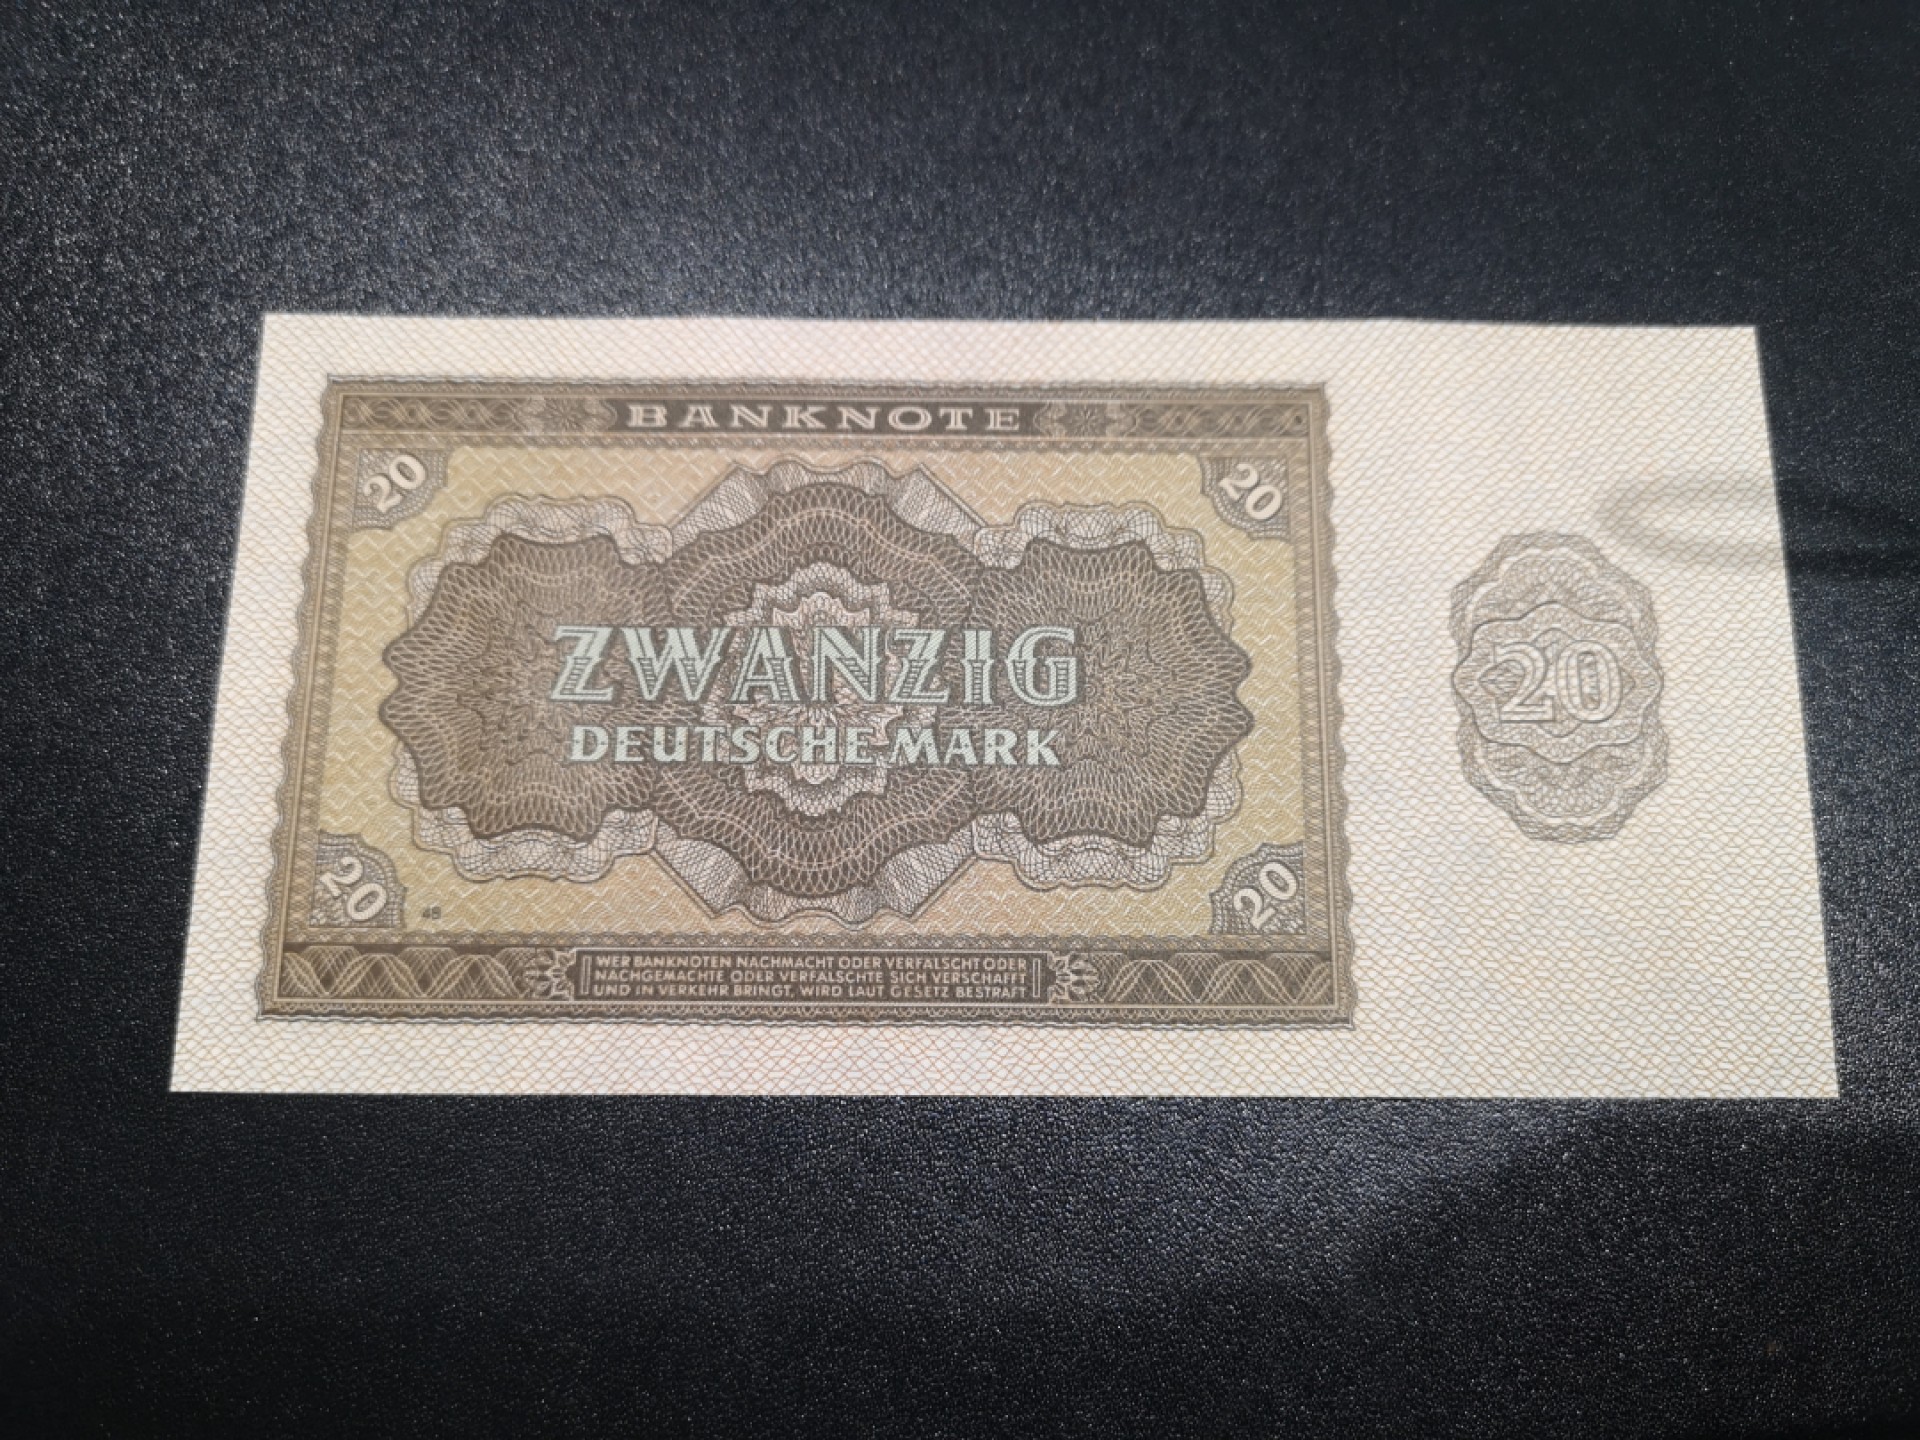 BANKNOTE
20 20
ZWANZIG
20
DEUTSCHE MARK
20 20
48
WER BANKNOTEN NACHMACHT ODER VERFÄLSCHT ODER
NACHGEMACHTE ODER VERFÄLSCHTE SICH VERSCHAFFT
UND IN VERKEHR BRINGT, WIRD LAUT GESETZ BESTRAFT